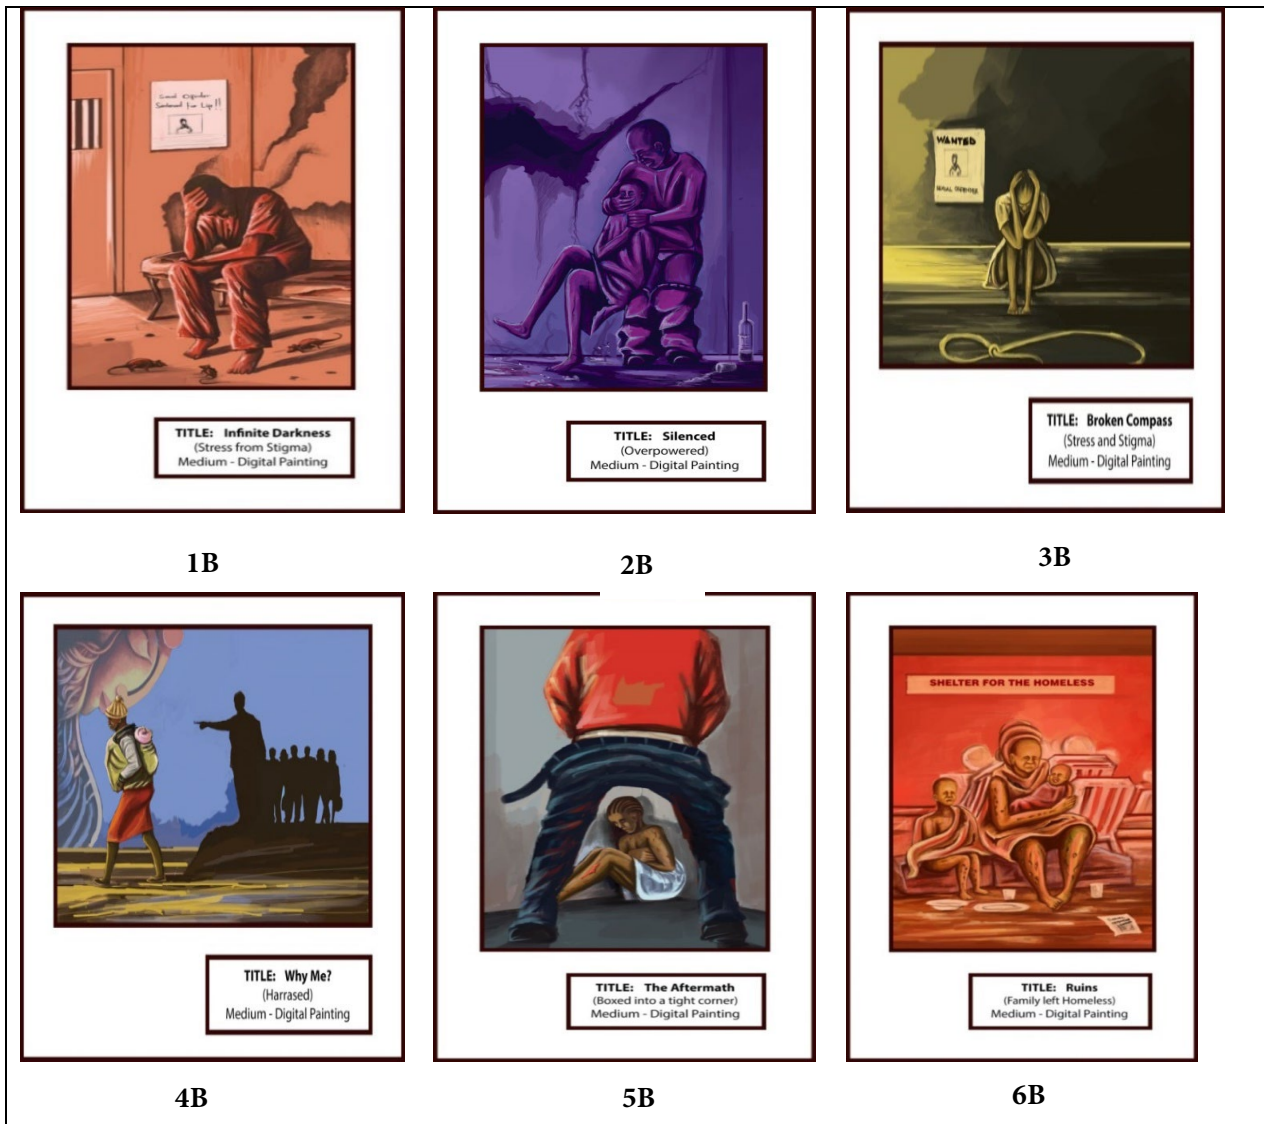 Sentenced for Life!!
TITLE: Infinite Darkness
(Stress from Stigma)
Medium - Digital Painting
1B
TITLE: Silenced
(Overpowered)
Medium - Digital Painting
2B
WANTED
TITLE: Broken Compass
(Stress and Stigma)
Medium - Digital Painting
3B
TITLE: Why Me?
(Harrased)
Medium - Digital Painting
4B
TITLE: The Aftermath
(Boxed into a tight corner)
Medium - Digital Painting
5B
SHELTER FOR THE HOMELESS
TITLE: Ruins
(Family left Homeless)
Medium - Digital Painting
6B